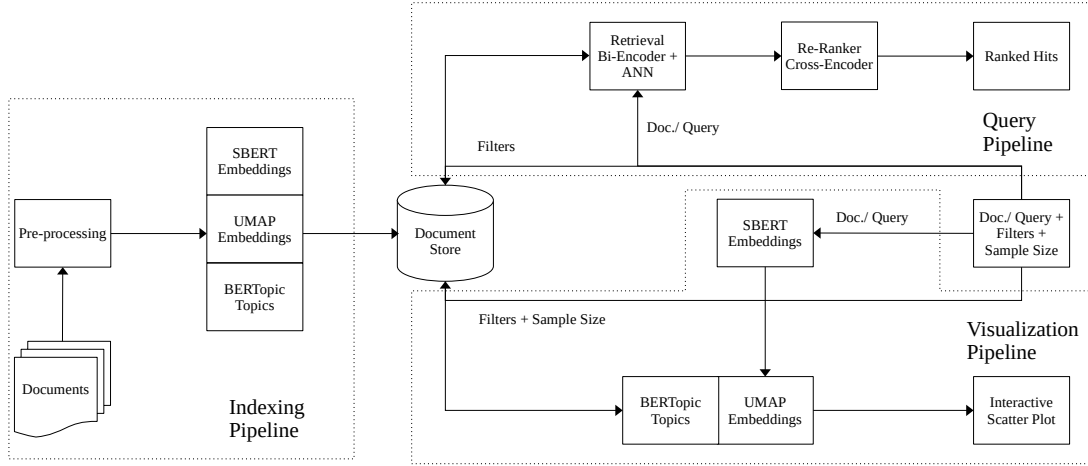 Pre-processing
Documents
SBERT
Embeddings
UMAP
Embeddings
BERTopic
Topics
Indexing
Pipeline
Document
Store
Retrieval
Bi-Encoder +
ANN
Re-Ranker
Cross-Encoder
Ranked Hits
Filters
Doc./ Query
Query
Pipeline
Doc./ Query +
Filters +
Sample Size
Doc./ Query
SBERT
Embeddings
Filters + Sample Size
Visualization
Pipeline
BERTopic
Topics
UMAP
Embeddings
Interactive
Scatter Plot